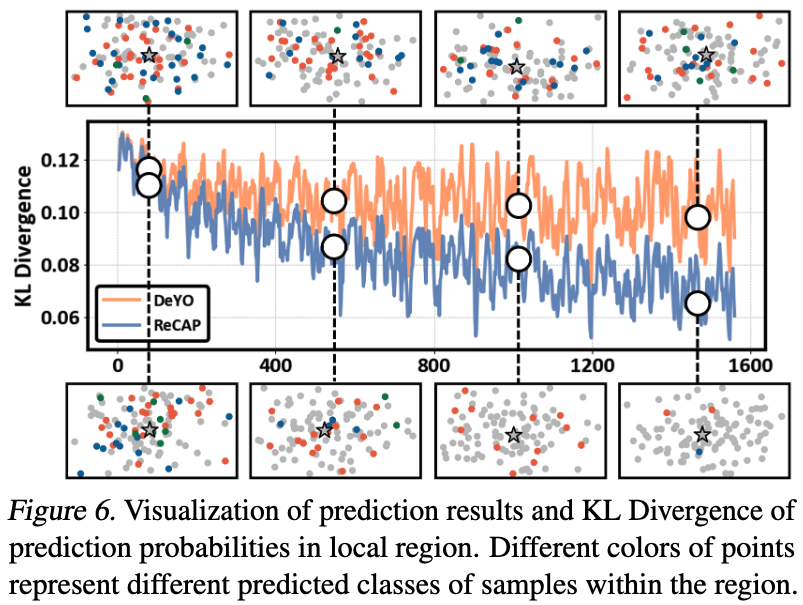 KL Divergence
0.12
0.10
0.08
0.06
DeYO
ReCAP
0
400
800
1200
1600
Figure 6. Visualization of prediction results and KL Divergence of
prediction probabilities in local region. Different colors of points
represent different predicted classes of samples within the region.